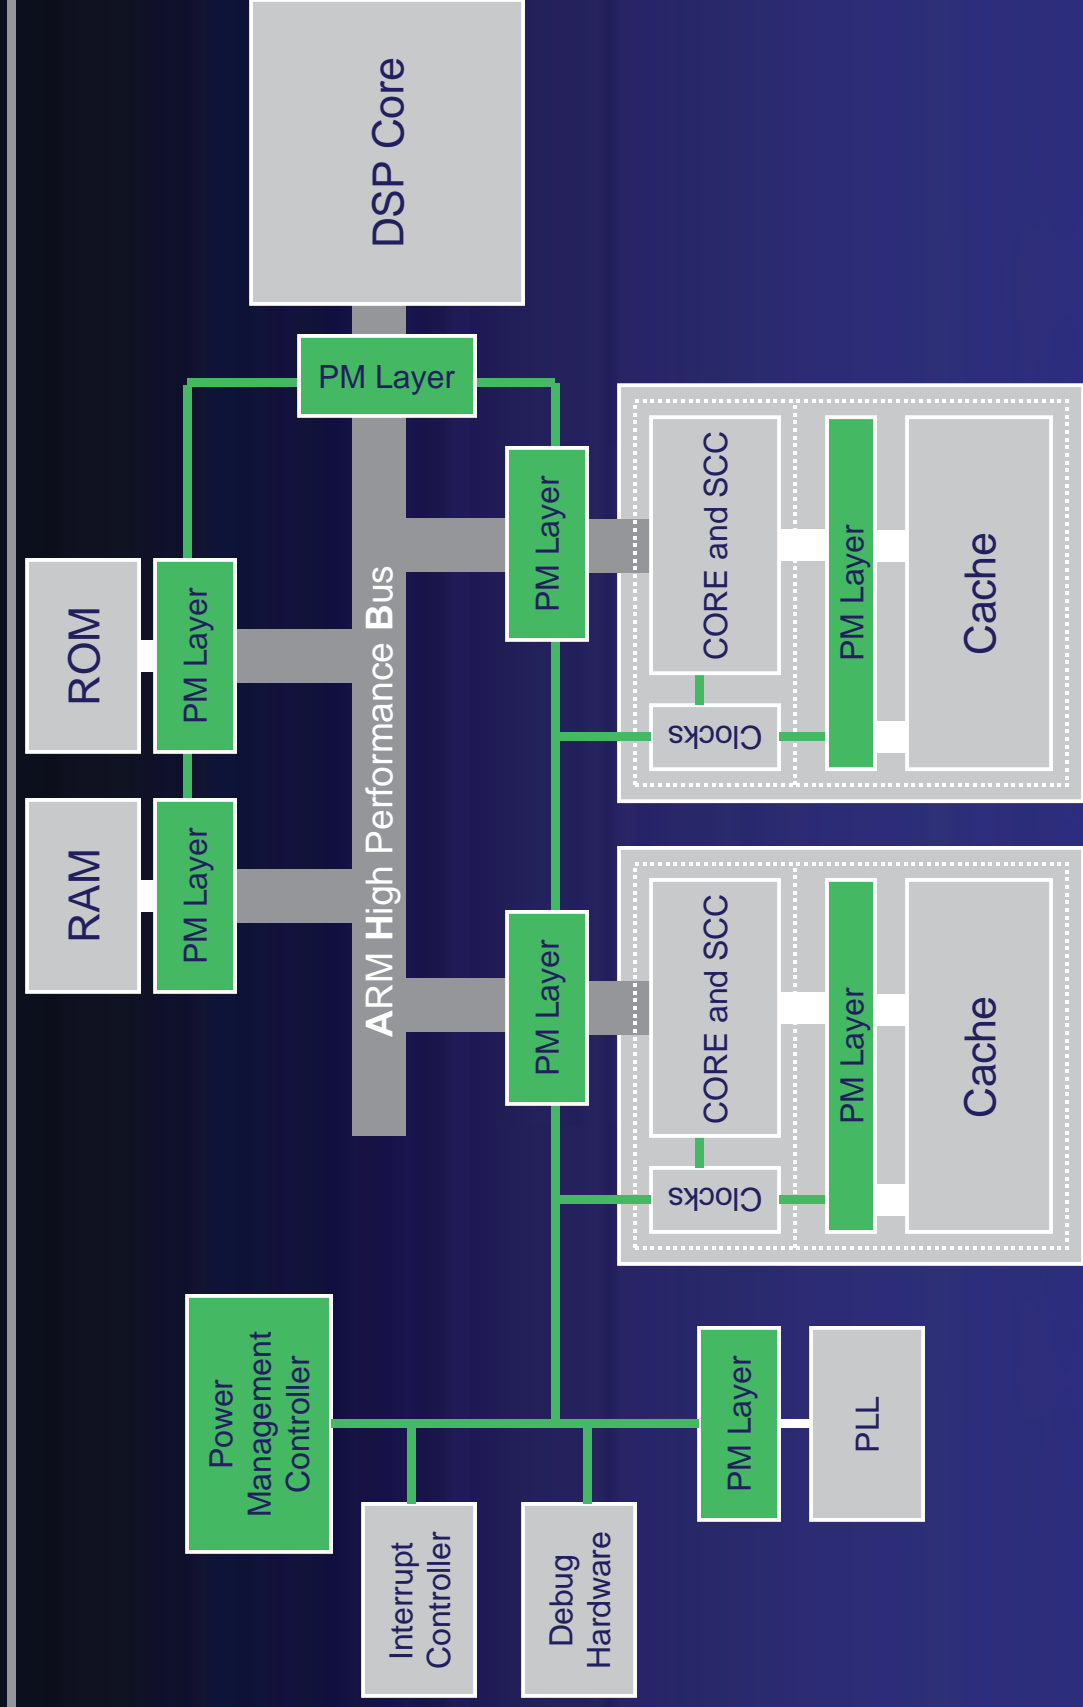 Power
Management
Controller
Interrupt
Controller
Debug
Hardware
PM Layer
PLL
RAM
PM Layer
ROM
PM Layer
ARM High Performance Bus
PM Layer
DSP Core
PM Layer
CORE and SCC
Clocks
PM Layer
Cache
PM Layer
CORE and SCC
Clocks
PM Layer
Cache